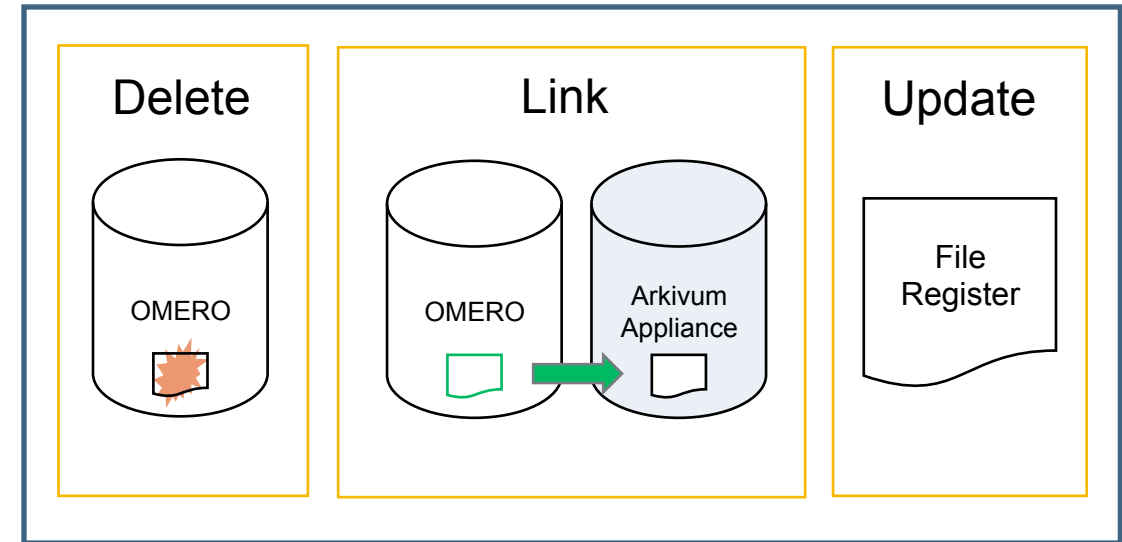 Delete
OMERO
Link
OMERO
Arkivum
Appliance
Update
File
Register